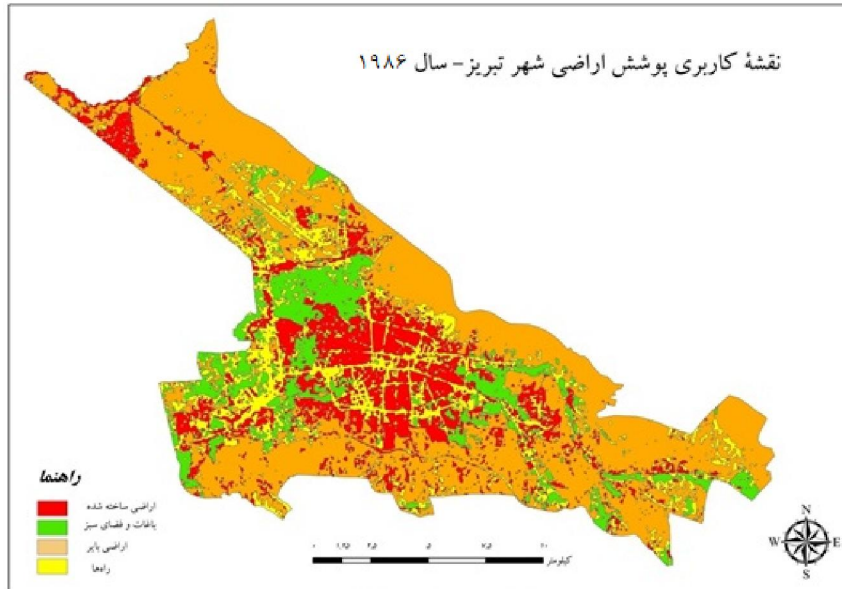 نقشهٔ کاربری پوشش اراضی شهر تبریز- سال ۱۹۸۶
راهنما
اراضی ساخته شده
باغات و فضای سبز
اراضی بایر
راه‌ها
۰ ۱,۲۵ ۲,۵ ۵ ۷,۵ ۱۰
کیلومتر
N
W E
S